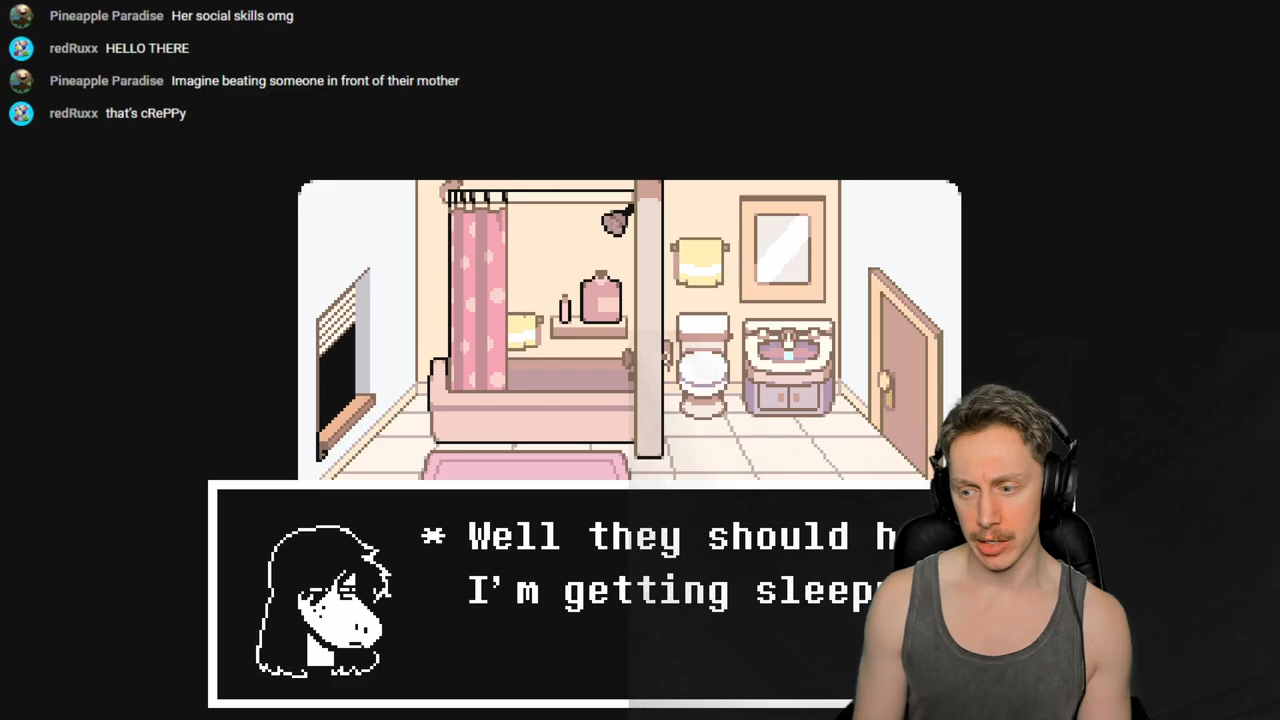 Pineapple Paradise Her social skills omg
redRuxx HELLO THERE
Pineapple Paradise Imagine beating someone in front of their mother
redRuxx that's cRePPy
* Well they should
I'm getting